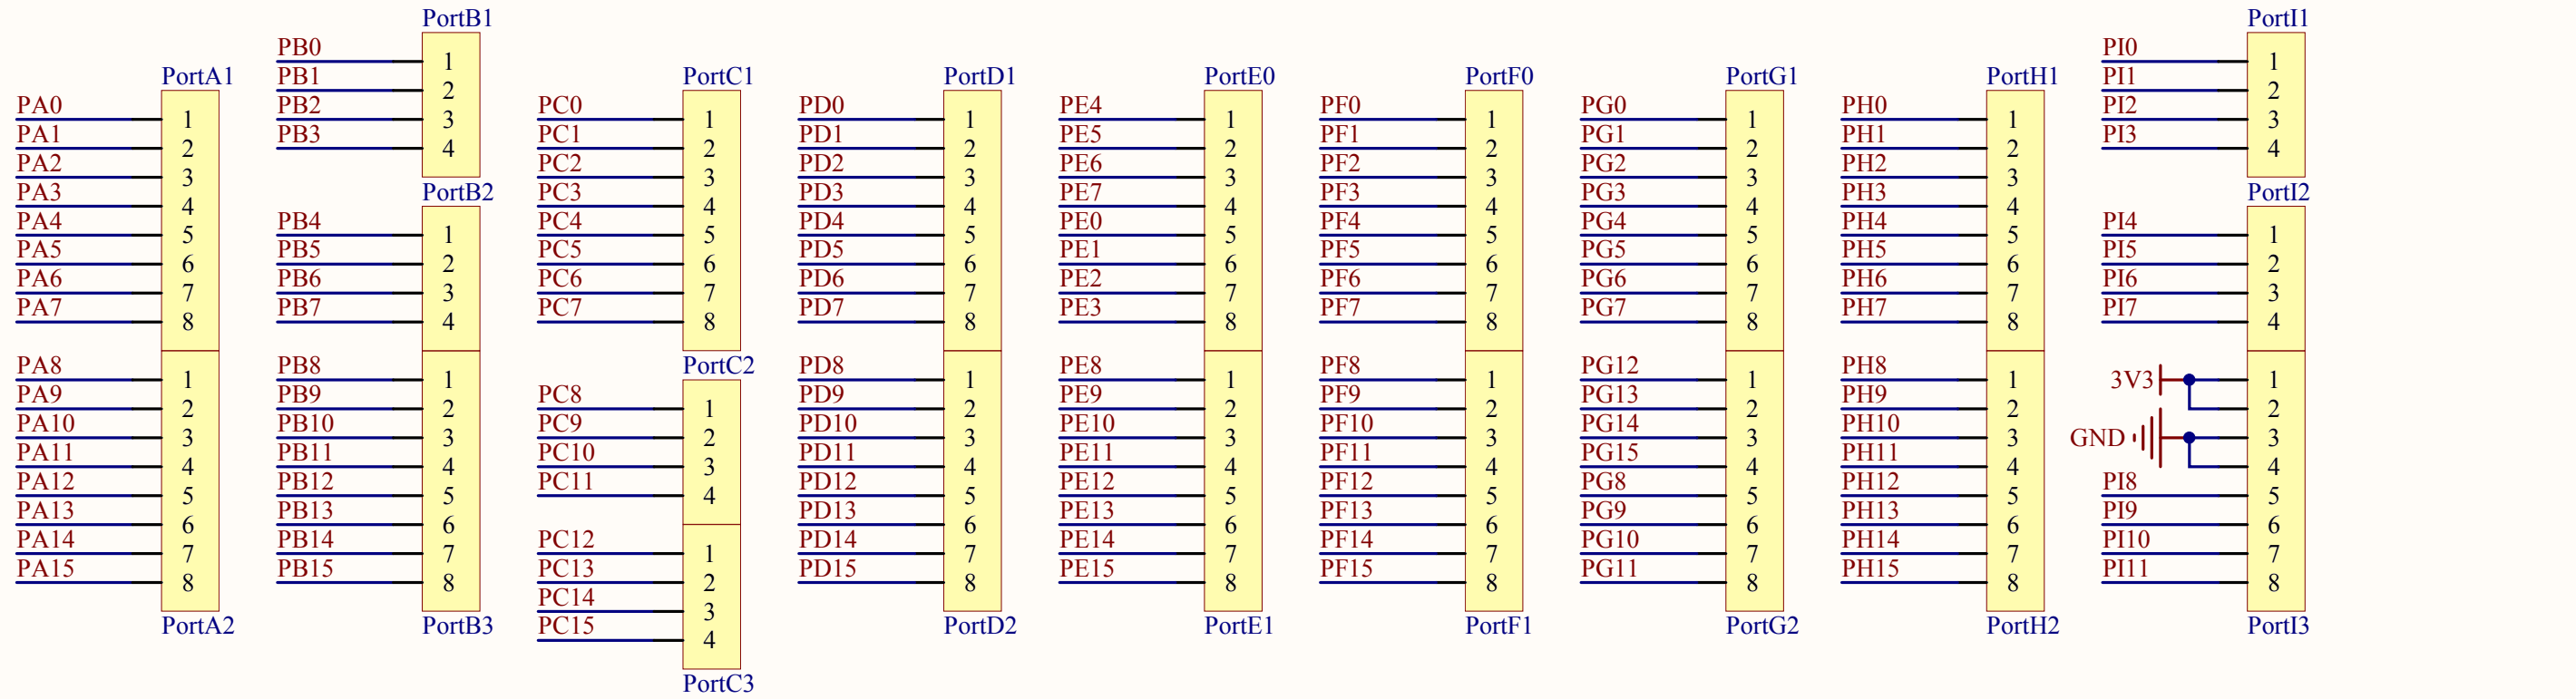 PortA1
PA0 1
PA1 2
PA2 3
PA3 4
PA4 5
PA5 6
PA6 7
PA7 8
PA8 1
PA9 2
PA10 3
PA11 4
PA12 5
PA13 6
PA14 7
PA15 8
PortA2
PortB1
PB0 1
PB1 2
PB2 3
PB3 4
PortB2
PB4 1
PB5 2
PB6 3
PB7 4
PB8 1
PB9 2
PB10 3
PB11 4
PB12 5
PB13 6
PB14 7
PB15 8
PortB3
PortC1
PC0 1
PC1 2
PC2 3
PC3 4
PC4 5
PC5 6
PC6 7
PC7 8
PortC2
PC8 1
PC9 2
PC10 3
PC11 4
PC12 1
PC13 2
PC14 3
PC15 4
PortC3
PortD1
PD0 1
PD1 2
PD2 3
PD3 4
PD4 5
PD5 6
PD6 7
PD7 8
PD8 1
PD9 2
PD10 3
PD11 4
PD12 5
PD13 6
PD14 7
PD15 8
PortD2
PortE0
PE4 1
PE5 2
PE6 3
PE7 4
PE0 5
PE1 6
PE2 7
PE3 8
PE8 1
PE9 2
PE10 3
PE11 4
PE12 5
PE13 6
PE14 7
PE15 8
PortE1
PortF0
PF0 1
PF1 2
PF2 3
PF3 4
PF4 5
PF5 6
PF6 7
PF7 8
PF8 1
PF9 2
PF10 3
PF11 4
PF12 5
PF13 6
PF14 7
PF15 8
PortF1
PortG1
PG0 1
PG1 2
PG2 3
PG3 4
PG4 5
PG5 6
PG6 7
PG7 8
PG12 1
PG13 2
PG14 3
PG15 4
PG8 5
PG9 6
PG10 7
PG11 8
PortG2
PortH1
PH0 1
PH1 2
PH2 3
PH3 4
PH4 5
PH5 6
PH6 7
PH7 8
PH8 1
PH9 2
PH10 3
PH11 4
PH12 5
PH13 6
PH14 7
PH15 8
PortH2
PortI1
PI0 1
PI1 2
PI2 3
PI3 4
PortI2
PI4 1
PI5 2
PI6 3
PI7 4
3V3 1
2
GND 3
4
PI8 5
PI9 6
PI10 7
PI11 8
PortI3